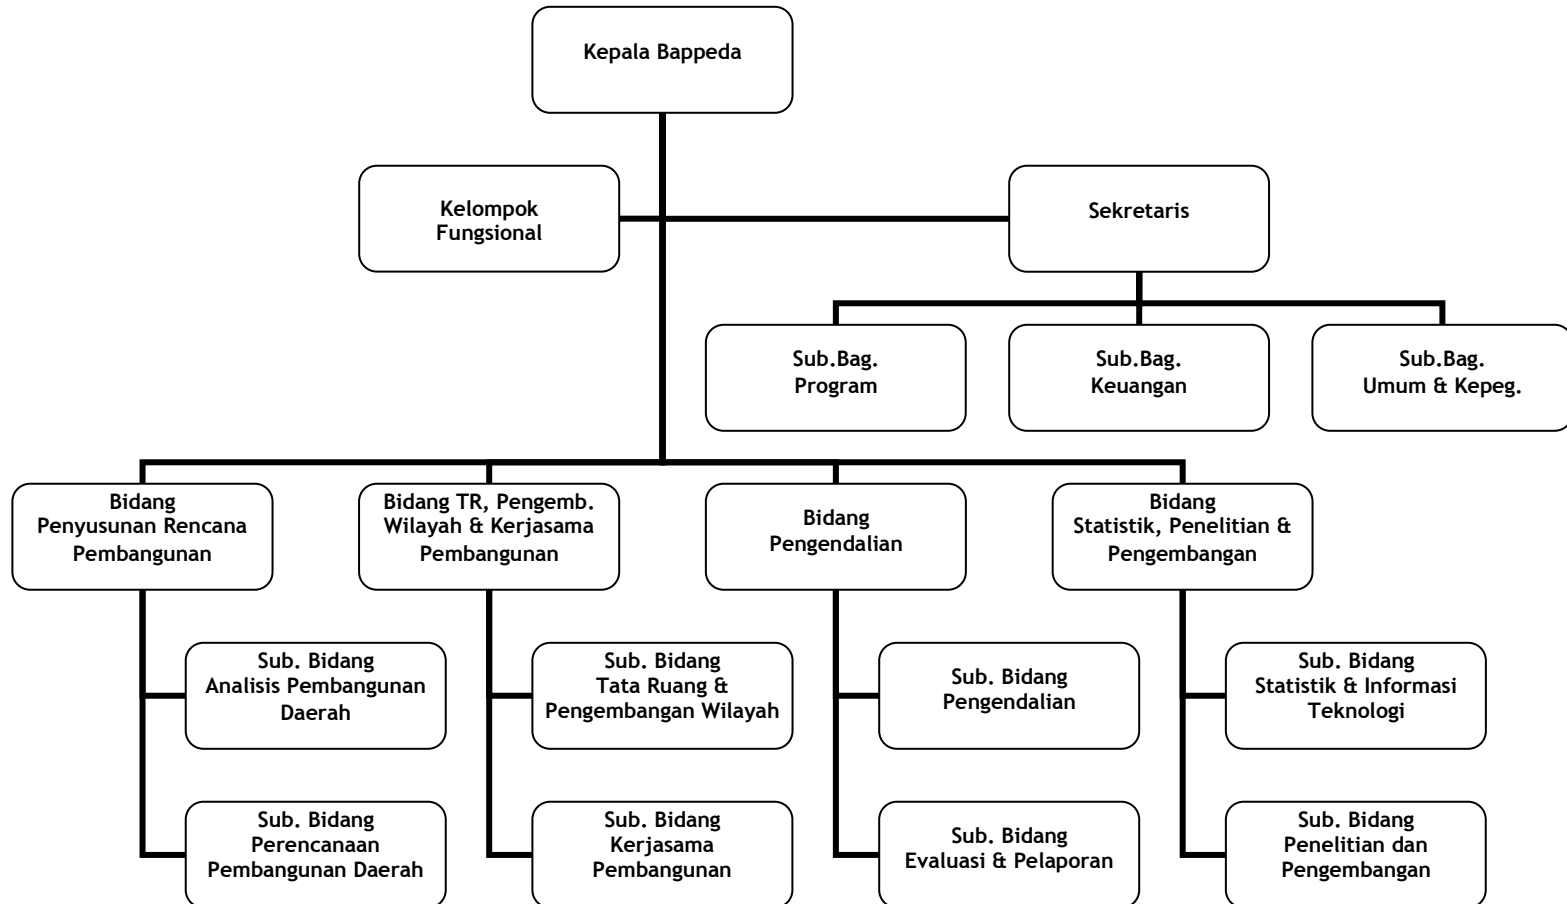 Kepala Bappeda
Kelompok
Fungsional
Sekretaris
Sub.Bag.
Program
Sub.Bag.
Keuangan
Sub.Bag.
Umum & Kepeg.
Bidang
Penyusunan Rencana
Pembangunan
Bidang TR, Pengemb.
Wilayah & Kerjasama
Pembangunan
Bidang
Pengendalian
Bidang
Statistik, Penelitian &
Pengembangan
Sub. Bidang
Analisis Pembangunan
Daerah
Sub. Bidang
Tata Ruang &
Pengembangan Wilayah
Sub. Bidang
Pengendalian
Sub. Bidang
Statistik & Informasi
Teknologi
Sub. Bidang
Perencanaan
Pembangunan Daerah
Sub. Bidang
Kerjasama
Pembangunan
Sub. Bidang
Evaluasi & Pelaporan
Sub. Bidang
Penelitian dan
Pengembangan